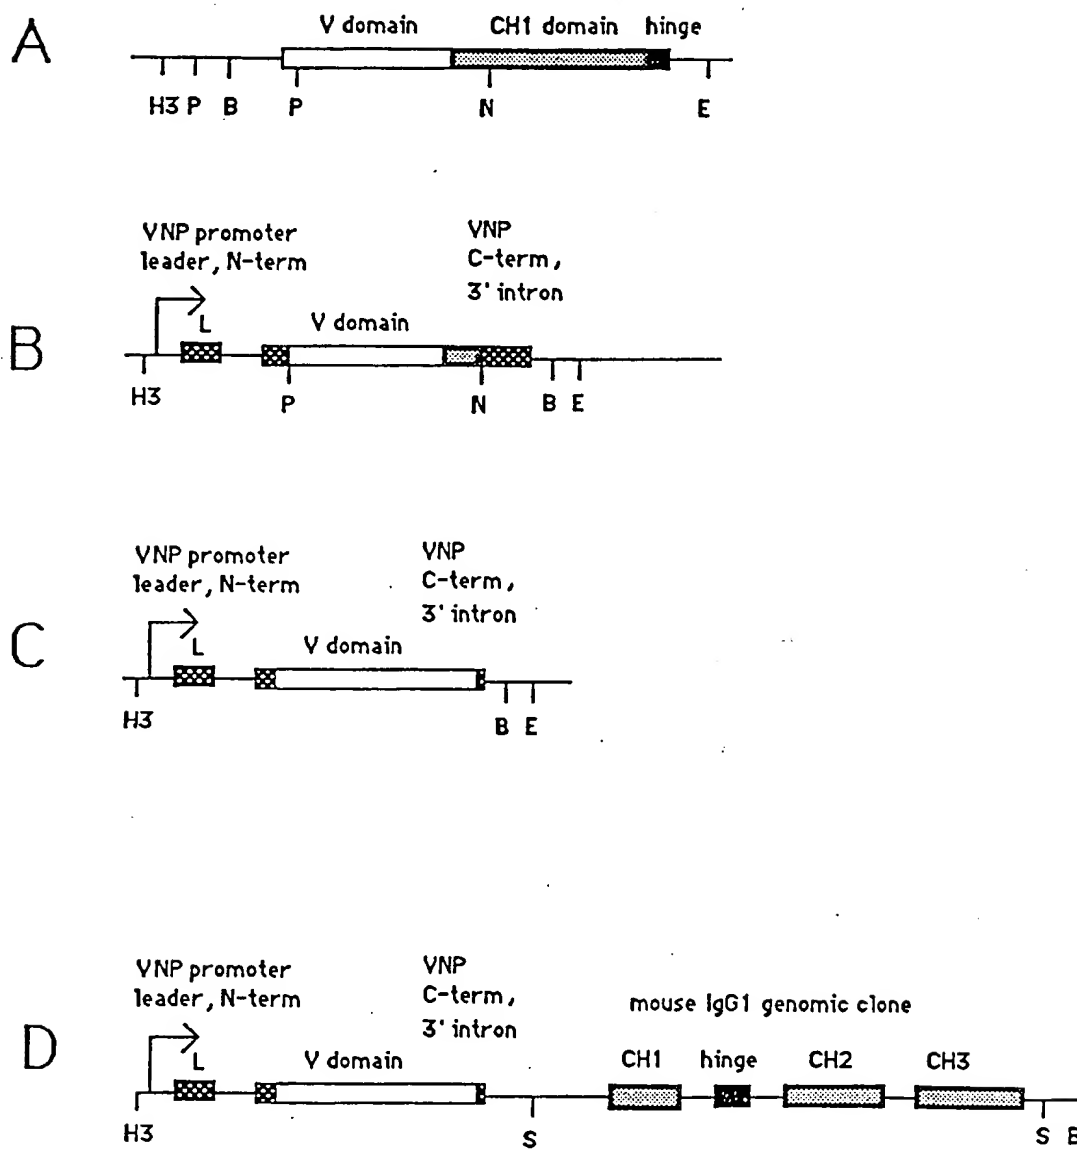 A
V domain CH1 domain hinge
H3 P B P N E
B
VNP promoter
leader, N-term
VNP
C-term,
3' intron
L
V domain
H3 P N B E
C
VNP promoter
leader, N-term
VNP
C-term,
3' intron
L
V domain
H3 B E
D
VNP promoter
leader, N-term
VNP
C-term,
3' intron
mouse IgG1 genomic clone
L
V domain
CH1 hinge CH2 CH3
H3 S S B